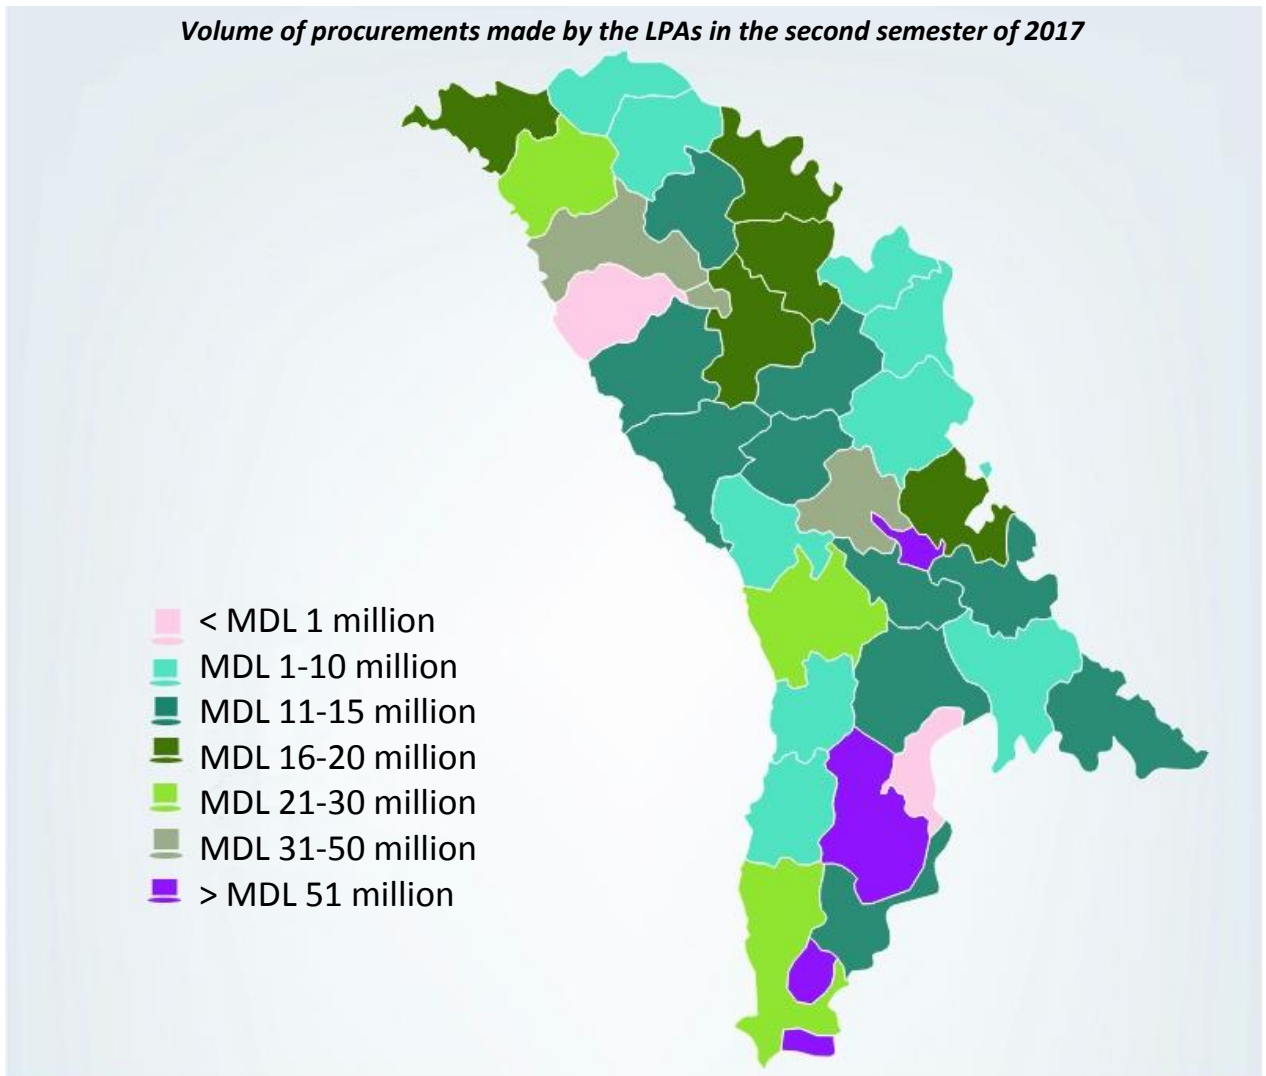 Volume of procurements made by the LPAs in the second semester of 2017
< MDL 1 million
MDL 1-10 million
MDL 11-15 million
MDL 16-20 million
MDL 21-30 million
MDL 31-50 million
> MDL 51 million